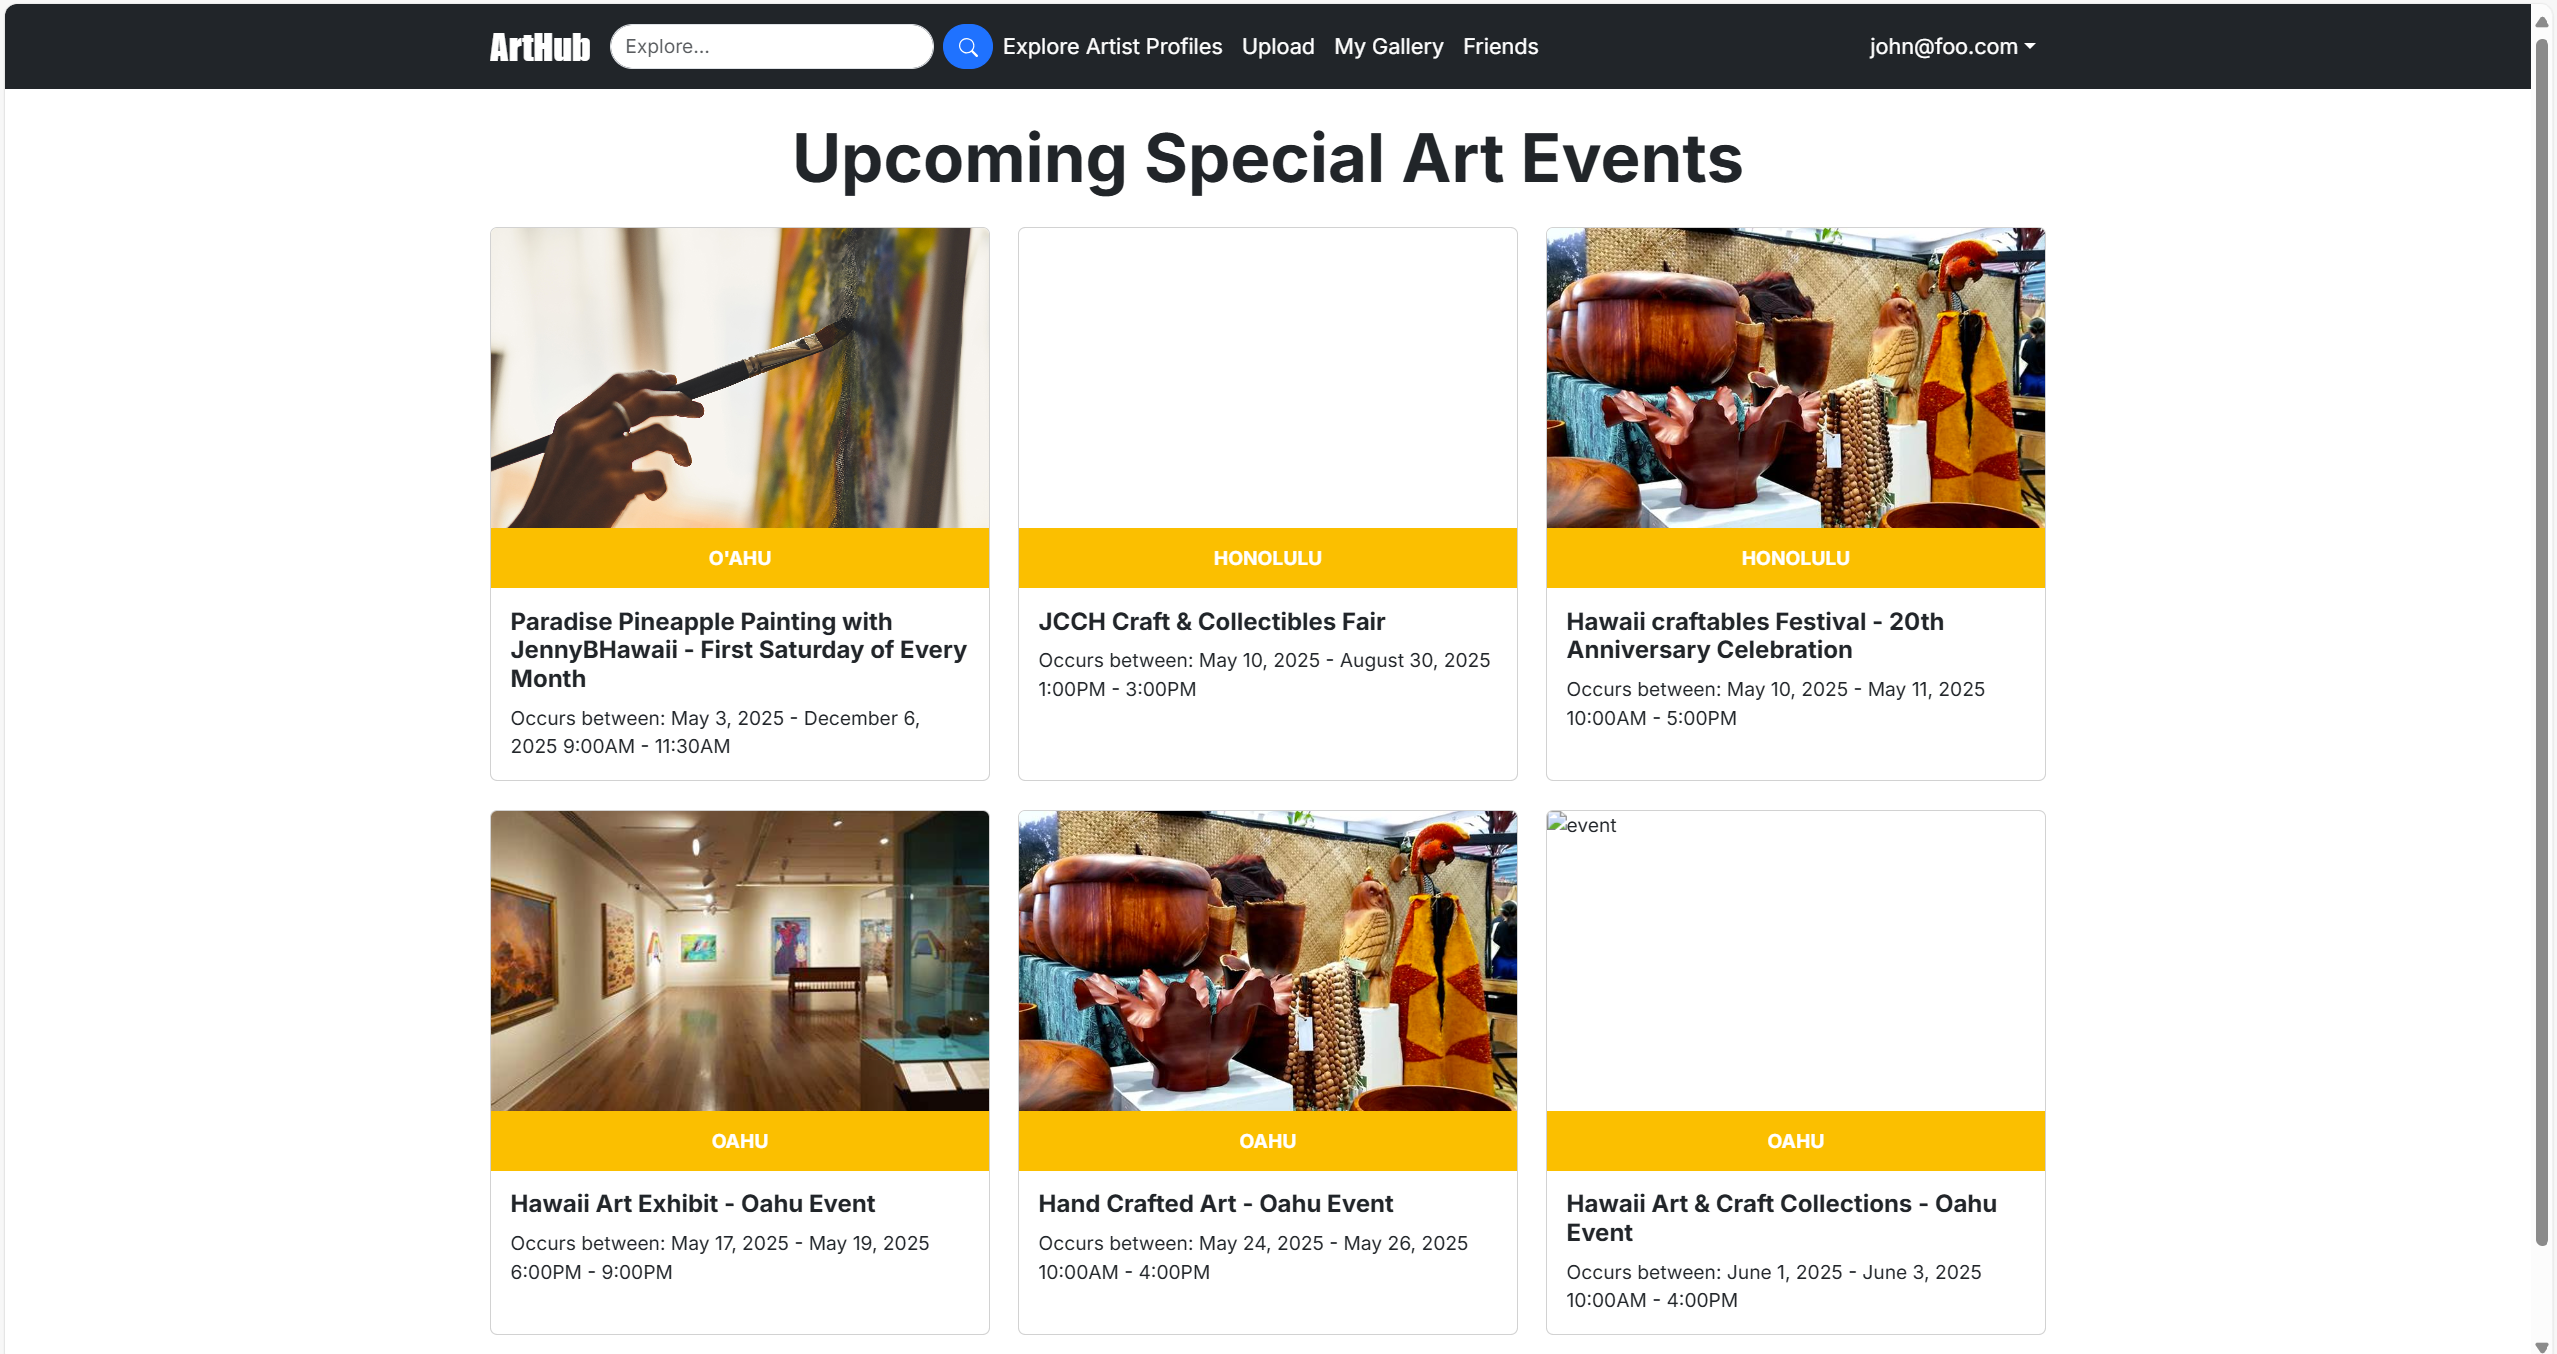 ArtHub
Explore...
Explore Artist Profiles
Upload
My Gallery
Friends
john@foo.com
Upcoming Special Art Events
O'AHU
Paradise Pineapple Painting with
JennyBHawaii - First Saturday of Every
Month
Occurs between: May 3, 2025 - December 6,
2025 9:00AM - 11:30AM
HONOLULU
JCCH Craft & Collectibles Fair
Occurs between: May 10, 2025 - August 30, 2025
1:00PM - 3:00PM
HONOLULU
Hawaii craftables Festival - 20th
Anniversary Celebration
Occurs between: May 10, 2025 - May 11, 2025
10:00AM - 5:00PM
OAHU
Hawaii Art Exhibit - Oahu Event
Occurs between: May 17, 2025 - May 19, 2025
6:00PM - 9:00PM
OAHU
Hand Crafted Art - Oahu Event
Occurs between: May 24, 2025 - May 26, 2025
10:00AM - 4:00PM
event
OAHU
Hawaii Art & Craft Collections - Oahu
Event
Occurs between: June 1, 2025 - June 3, 2025
10:00AM - 4:00PM